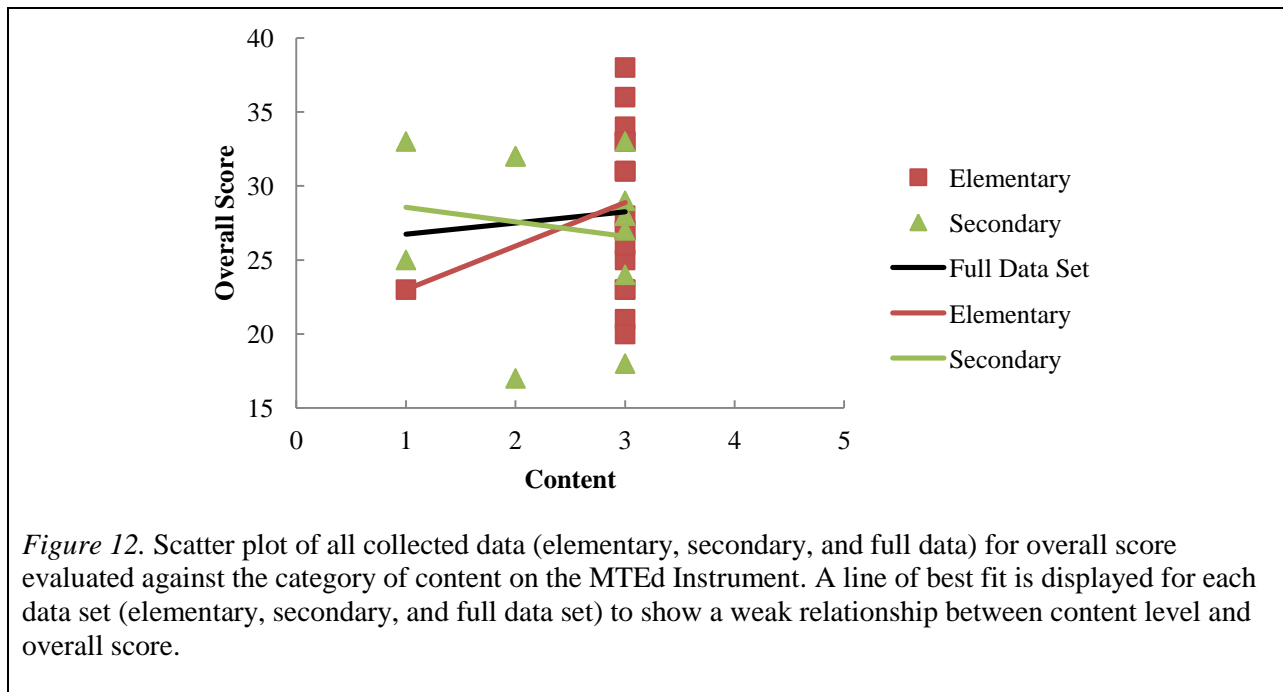 40
35
30
25
20
15
Overall Score
0 1 2 3 4 5
Content
Elementary
Secondary
Full Data Set
Elementary
Secondary
Figure 12. Scatter plot of all collected data (elementary, secondary, and full data) for overall score
evaluated against the category of content on the MTEd Instrument. A line of best fit is displayed for each
data set (elementary, secondary, and full data set) to show a weak relationship between content level and
overall score.